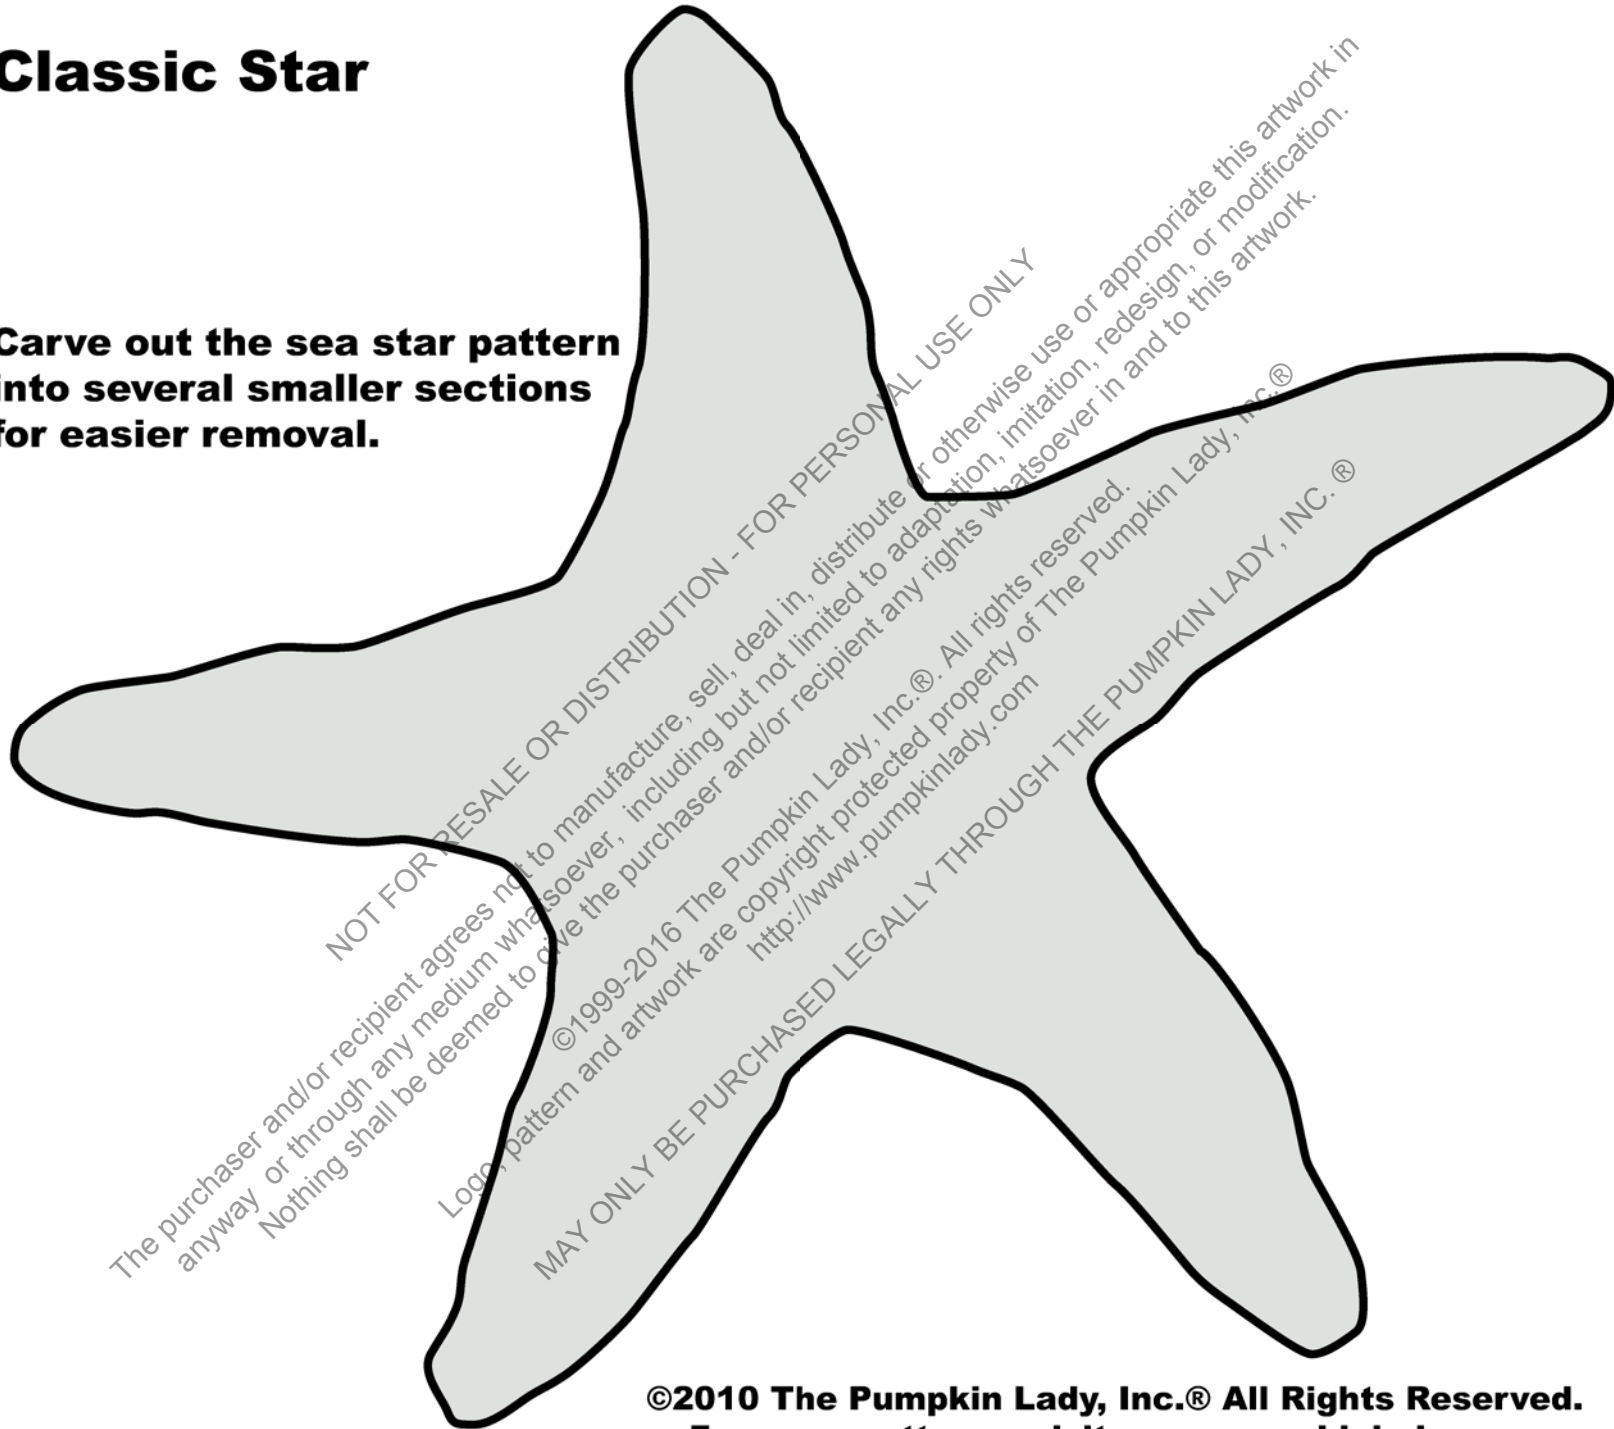 Classic Star
Carve out the sea star pattern
into several smaller sections
for easier removal.
NOT FOR RESALE OR DISTRIBUTION - FOR PERSONAL USE ONLY
The purchaser and/or recipient agrees not to manufacture, sell, deal in, distribute or otherwise use or appropriate this artwork in
anyway or through any medium whatsoever, including but not limited to adaptation, imitation, redesign, or modification.
Nothing shall be deemed to give the purchaser and/or recipient any rights whatsoever in and to this artwork.
©1999-2016 The Pumpkin Lady, Inc.®. All rights reserved.
Logo, pattern and artwork are copyright protected property of The Pumpkin Lady, Inc.®
http://www.pumpkinlady.com
MAY ONLY BE PURCHASED LEGALLY THROUGH THE PUMPKIN LADY, INC. ®
©2010 The Pumpkin Lady, Inc.® All Rights Reserved.